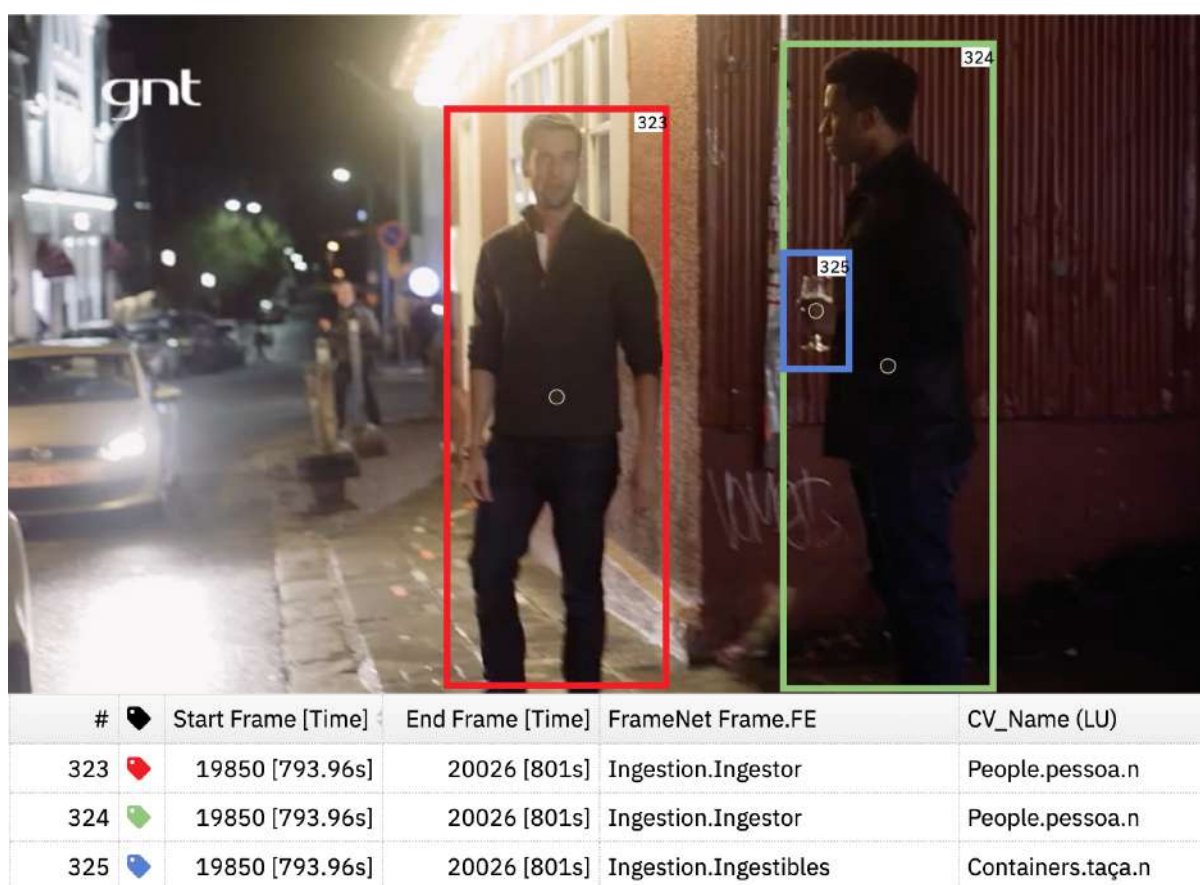 gnt
323
324
325
# Start Frame [Time] End Frame [Time] FrameNet Frame.FE CV_Name (LU)
323 19850 [793.96s] 20026 [801s] Ingestion.Ingestor People.pessoa.n
324 19850 [793.96s] 20026 [801s] Ingestion.Ingestor People.pessoa.n
325 19850 [793.96s] 20026 [801s] Ingestion.Ingestibles Containers.taça.n